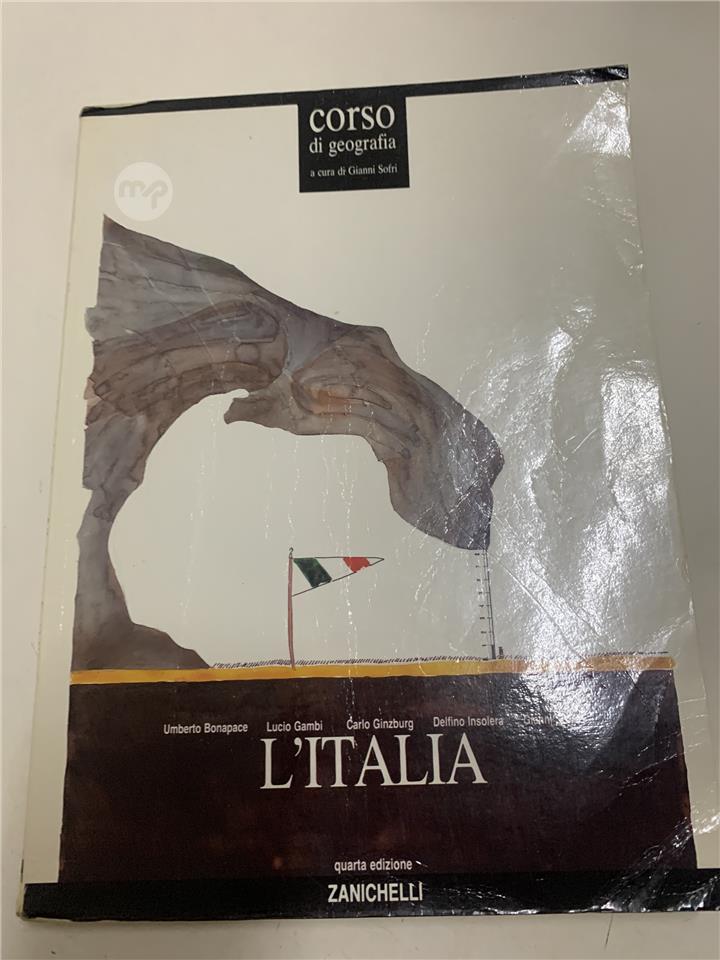 corso
di geografia
a cura di Gianni Sofri
mp
Umberto Bonapace Lucio Gambi Carlo Ginzburg Delfino Insolera
L'ITALIA
quarta edizione
ZANICHELLI